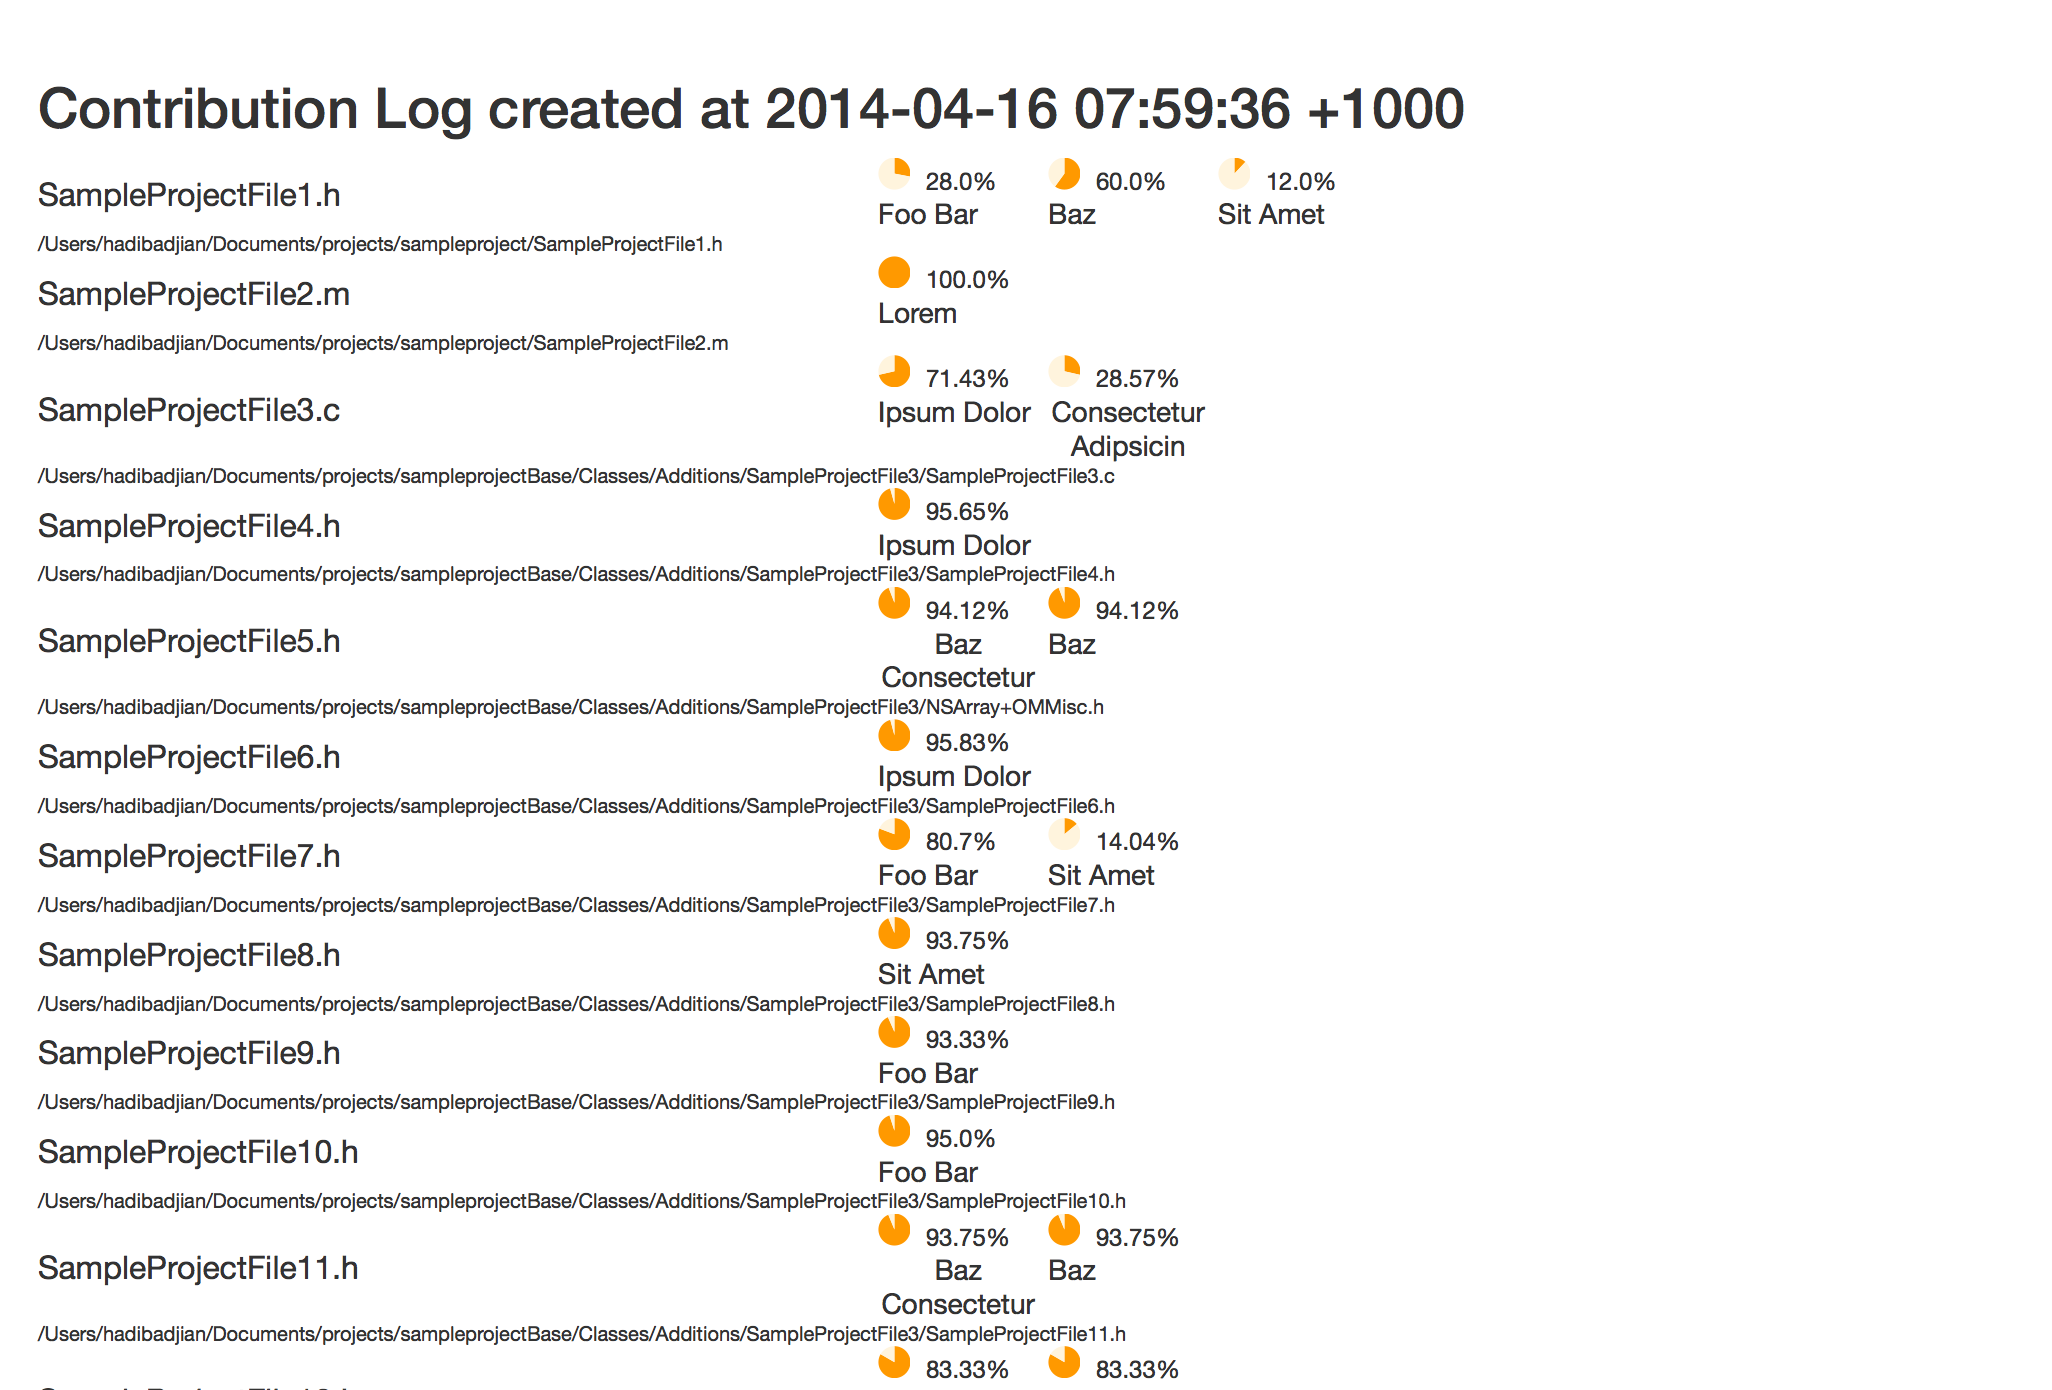 Contribution Log created at 2014-04-16 07:59:36 +1000
SampleProjectFile1.h
28.0% 60.0% 12.0%
Foo Bar Baz Sit Amet
/Users/hadibadjian/Documents/projects/sampleproject/SampleProjectFile1.h
SampleProjectFile2.m
100.0%
Lorem
/Users/hadibadjian/Documents/projects/sampleproject/SampleProjectFile2.m
SampleProjectFile3.c
71.43% 28.57%
Ipsum Dolor Consectetur
Adipsicin
/Users/hadibadjian/Documents/projects/sampleprojectBase/Classes/Additions/SampleProjectFile3/SampleProjectFile3.c
SampleProjectFile4.h
95.65%
Ipsum Dolor
/Users/hadibadjian/Documents/projects/sampleprojectBase/Classes/Additions/SampleProjectFile3/SampleProjectFile4.h
SampleProjectFile5.h
94.12% 94.12%
Baz Baz
Consectetur
/Users/hadibadjian/Documents/projects/sampleprojectBase/Classes/Additions/SampleProjectFile3/NSArray+OMMisc.h
SampleProjectFile6.h
95.83%
Ipsum Dolor
/Users/hadibadjian/Documents/projects/sampleprojectBase/Classes/Additions/SampleProjectFile3/SampleProjectFile6.h
SampleProjectFile7.h
80.7% 14.04%
Foo Bar Sit Amet
/Users/hadibadjian/Documents/projects/sampleprojectBase/Classes/Additions/SampleProjectFile3/SampleProjectFile7.h
SampleProjectFile8.h
93.75%
Sit Amet
/Users/hadibadjian/Documents/projects/sampleprojectBase/Classes/Additions/SampleProjectFile3/SampleProjectFile8.h
SampleProjectFile9.h
93.33%
Foo Bar
/Users/hadibadjian/Documents/projects/sampleprojectBase/Classes/Additions/SampleProjectFile3/SampleProjectFile9.h
SampleProjectFile10.h
95.0%
Foo Bar
/Users/hadibadjian/Documents/projects/sampleprojectBase/Classes/Additions/SampleProjectFile3/SampleProjectFile10.h
SampleProjectFile11.h
93.75% 93.75%
Baz Baz
Consectetur
/Users/hadibadjian/Documents/projects/sampleprojectBase/Classes/Additions/SampleProjectFile3/SampleProjectFile11.h
83.33% 83.33%